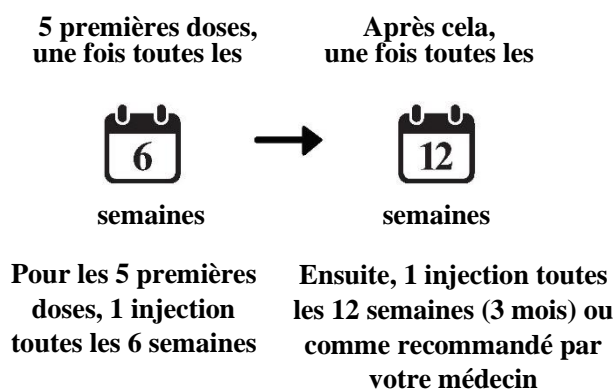 5 premières doses,
une fois toutes les
6
semaines
Pour les 5 premières
doses, 1 injection
toutes les 6 semaines
Après cela,
une fois toutes les
12
semaines
Ensuite, 1 injection toutes
les 12 semaines (3 mois) ou
comme recommandé par
votre médecin